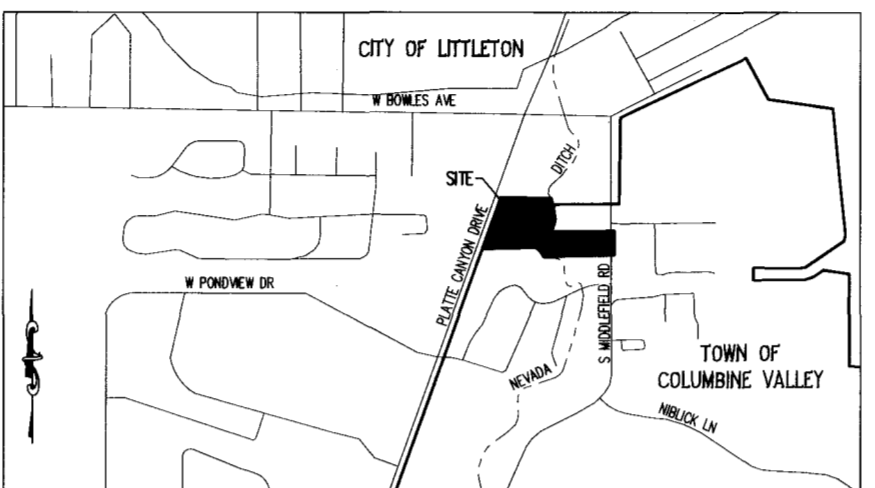 CITY OF LITTLETON
W BOWLES AVE
DITCH
SITE
PLATTE CANYON DRIVE
W PONDVIEW DR
S MIDDLEFIELD RD
TOWN OF
COLUMBINE VALLEY
NEVADA
NIBLICK LN